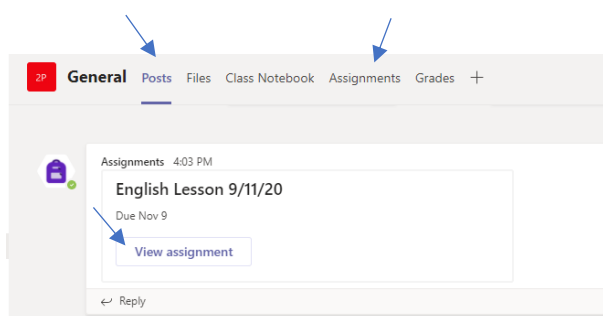 2P General Posts Files Class Notebook Assignments Grades +
Assignments 4:03 PM
English Lesson 9/11/20
Due Nov 9
View assignment
Reply